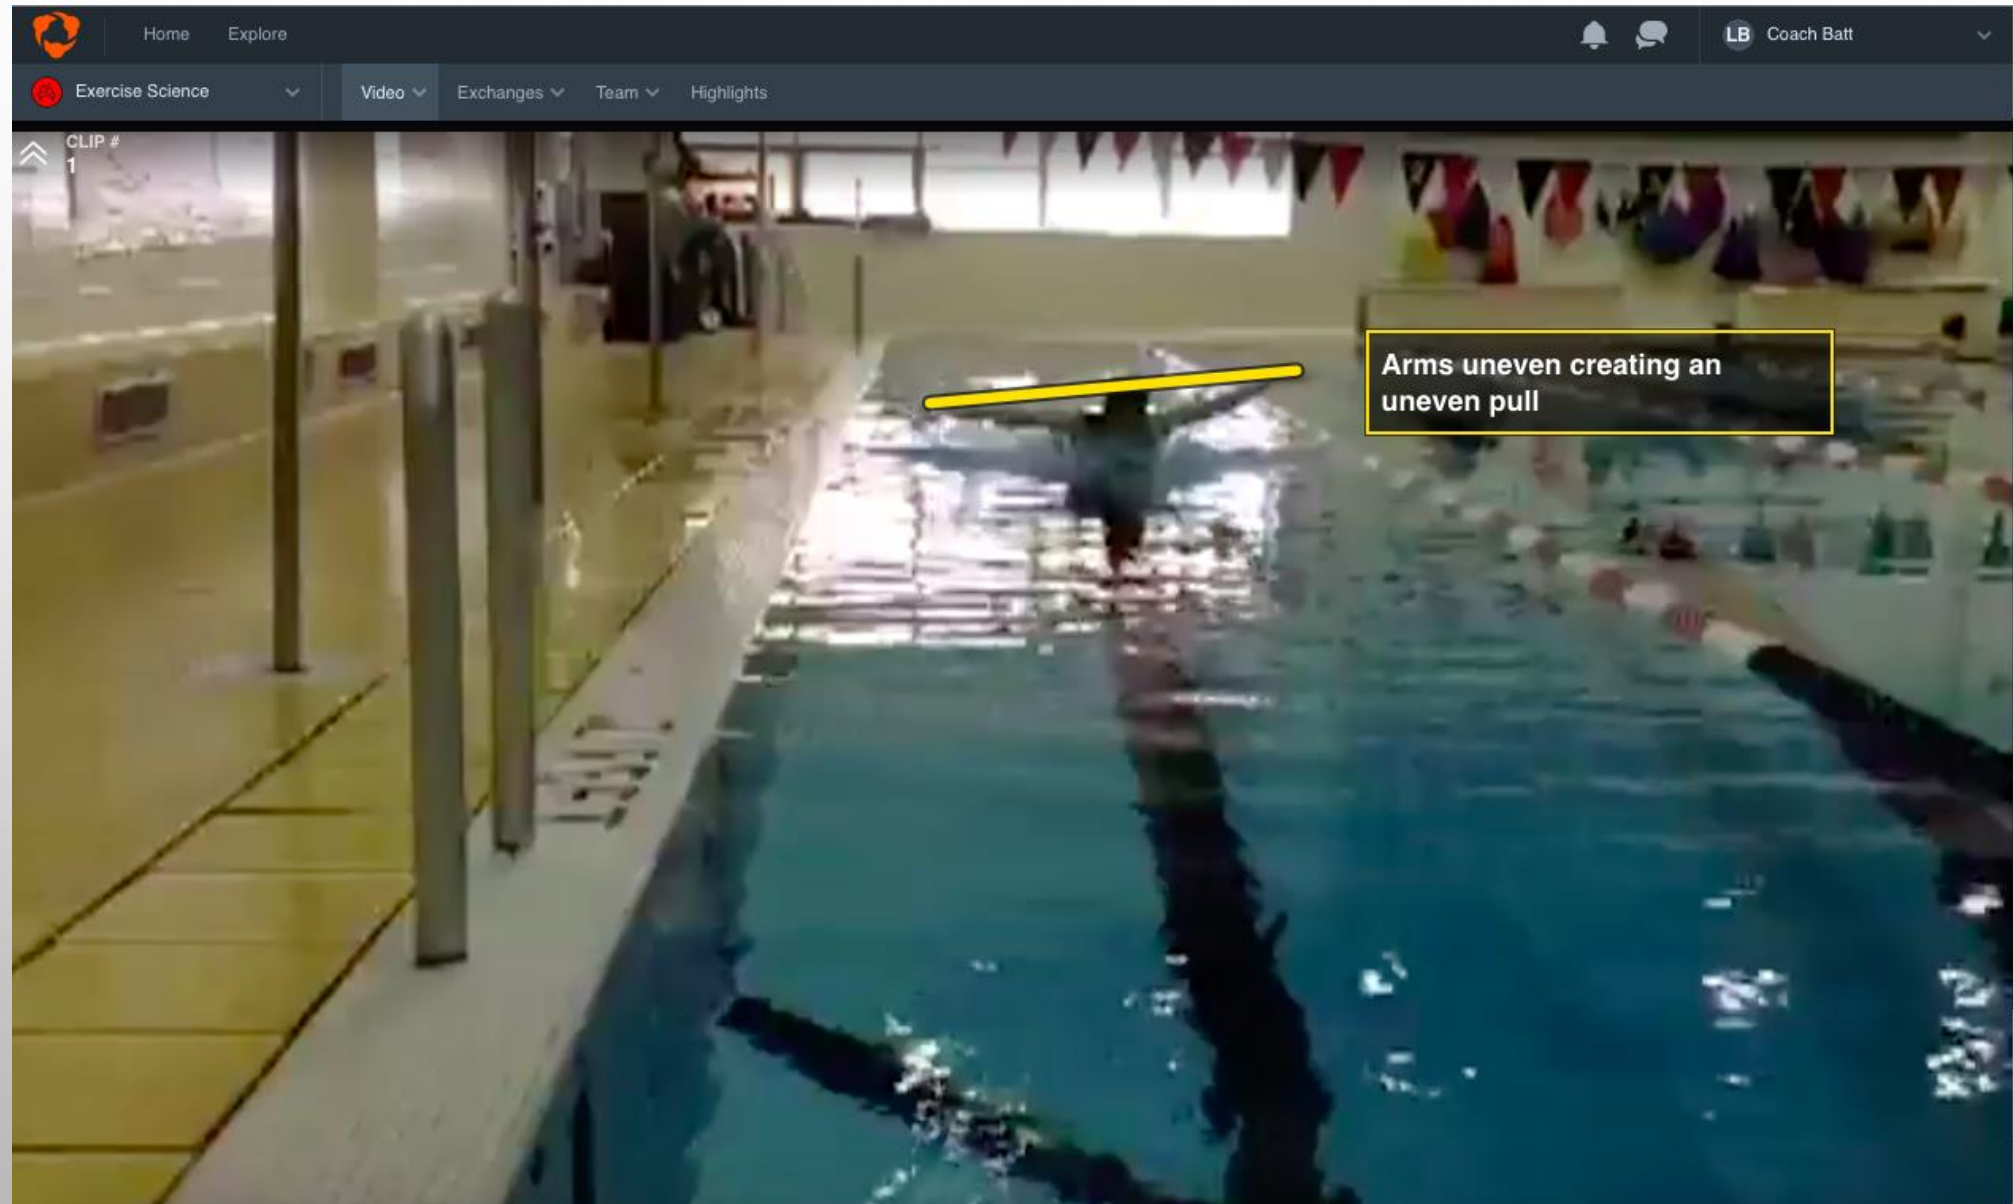 Home Explore LB Coach Batt
Exercise Science Video Exchanges Team Highlights
CLIP #
1
Arms uneven creating an
uneven pull